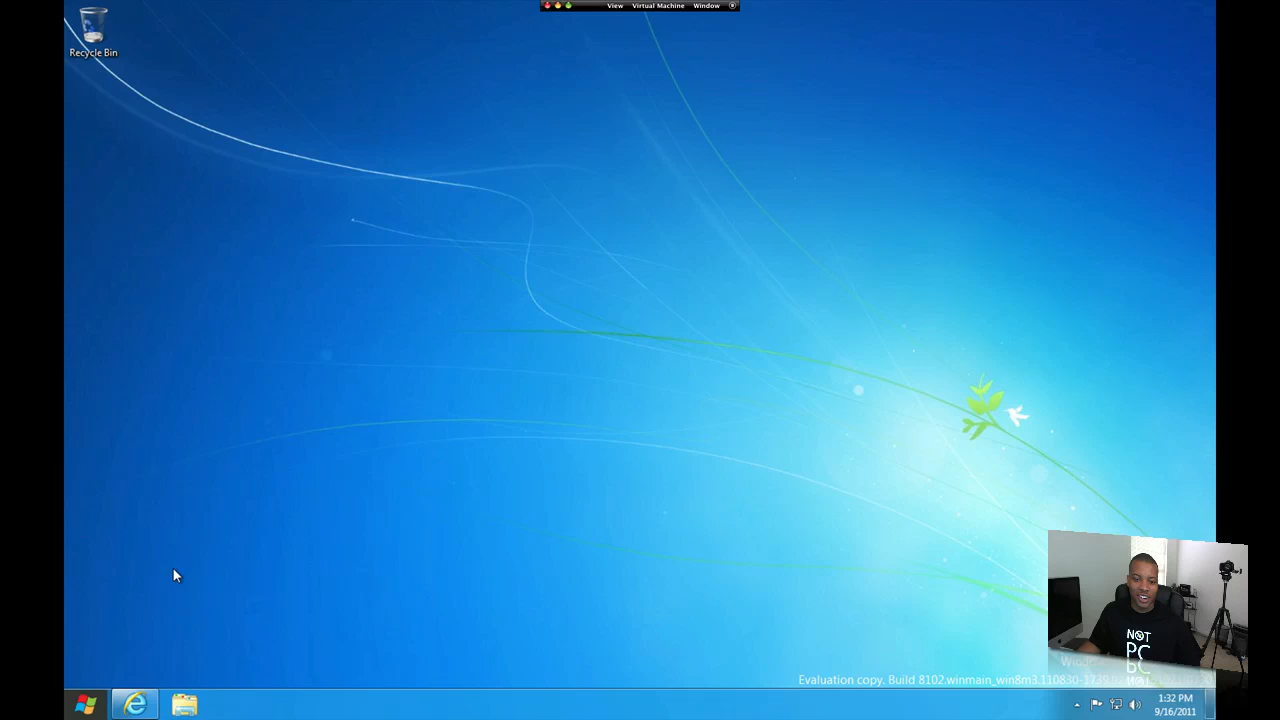 View Virtual Machine Window
Recycle Bin
NOT
PC
Evaluation copy. Build 8102.winmain_win8m3.110830-1739
1:32 PM
9/16/2011